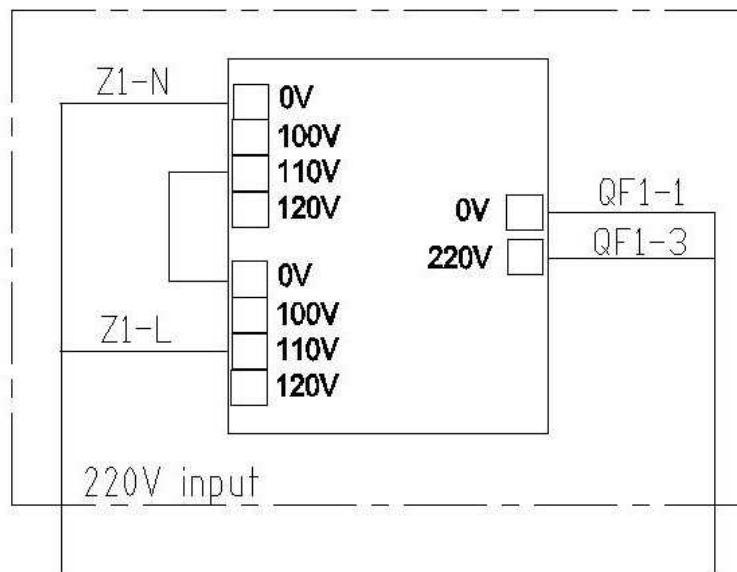 Z1-N
0V
100V
110V
120V
0V
100V
110V
120V
Z1-L
0V
220V
QF1-1
QF1-3
220V input